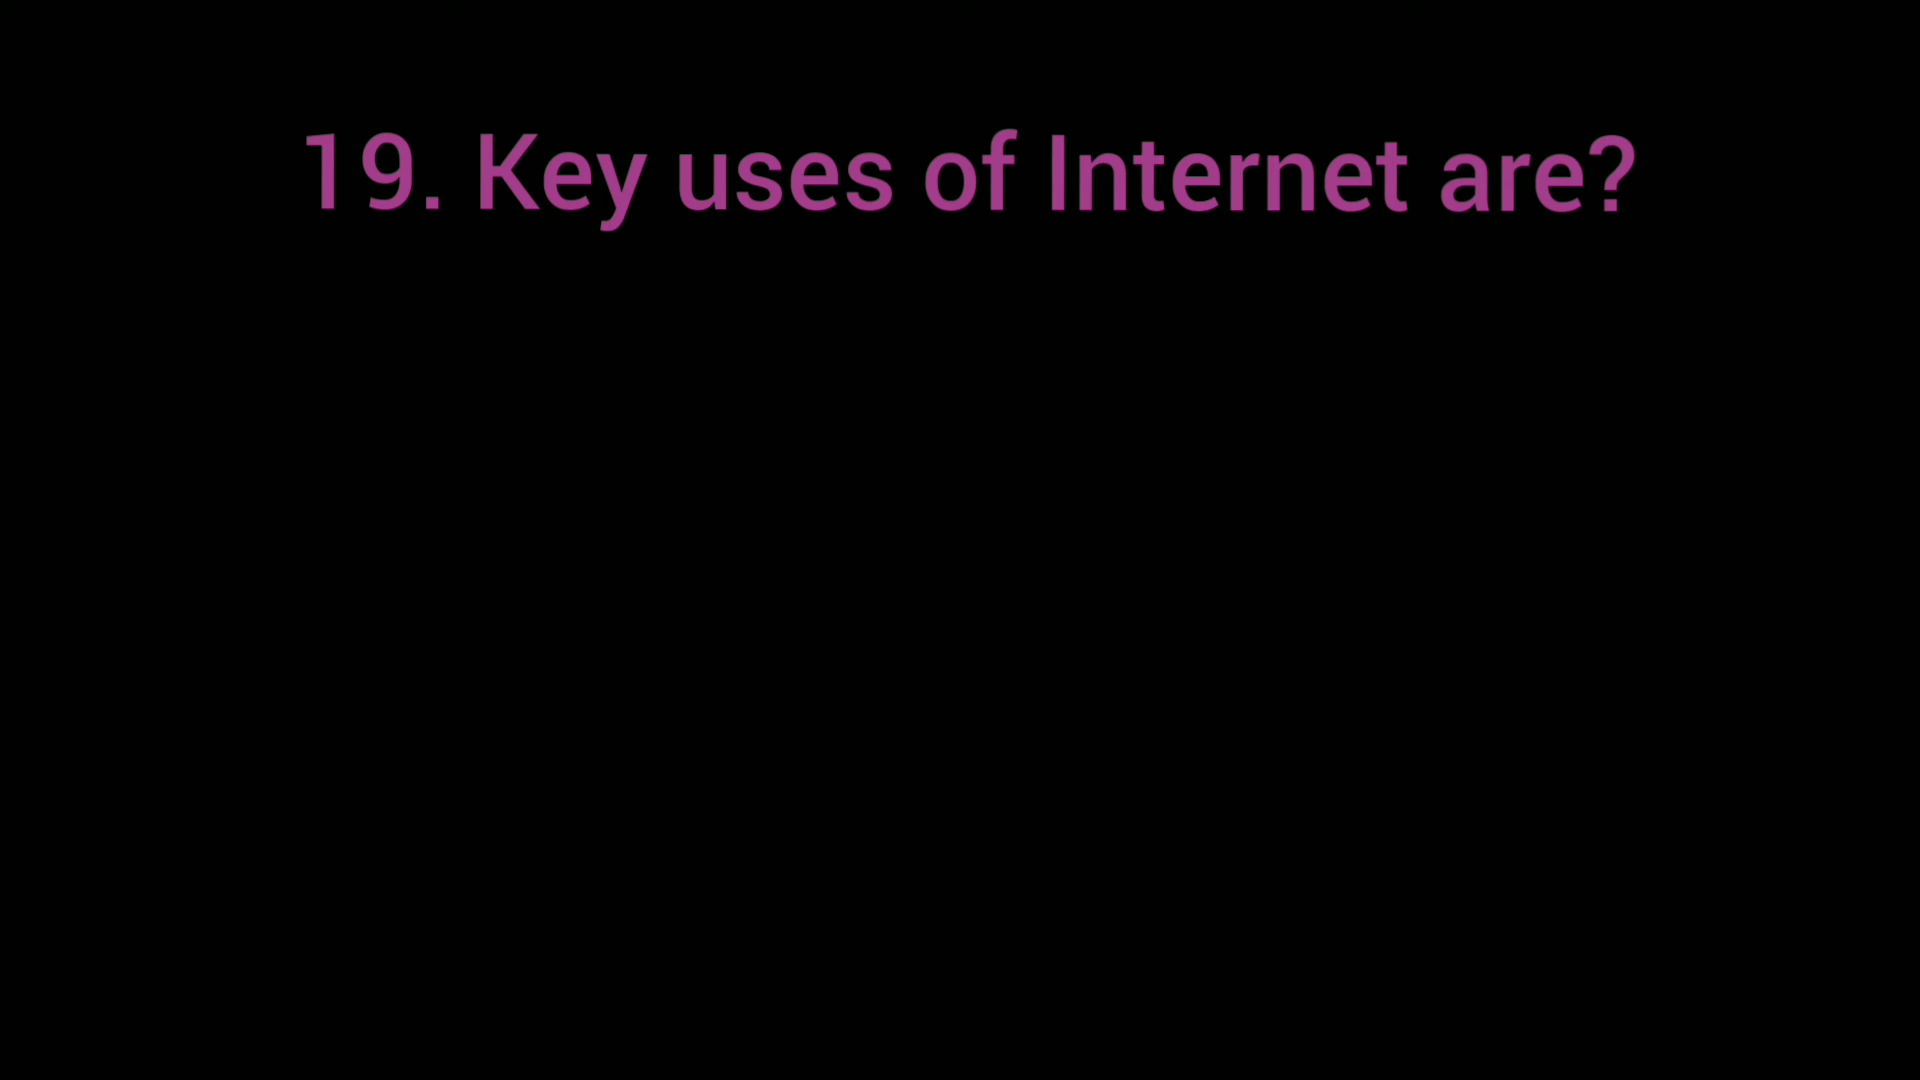 19. Key uses of Internet are?